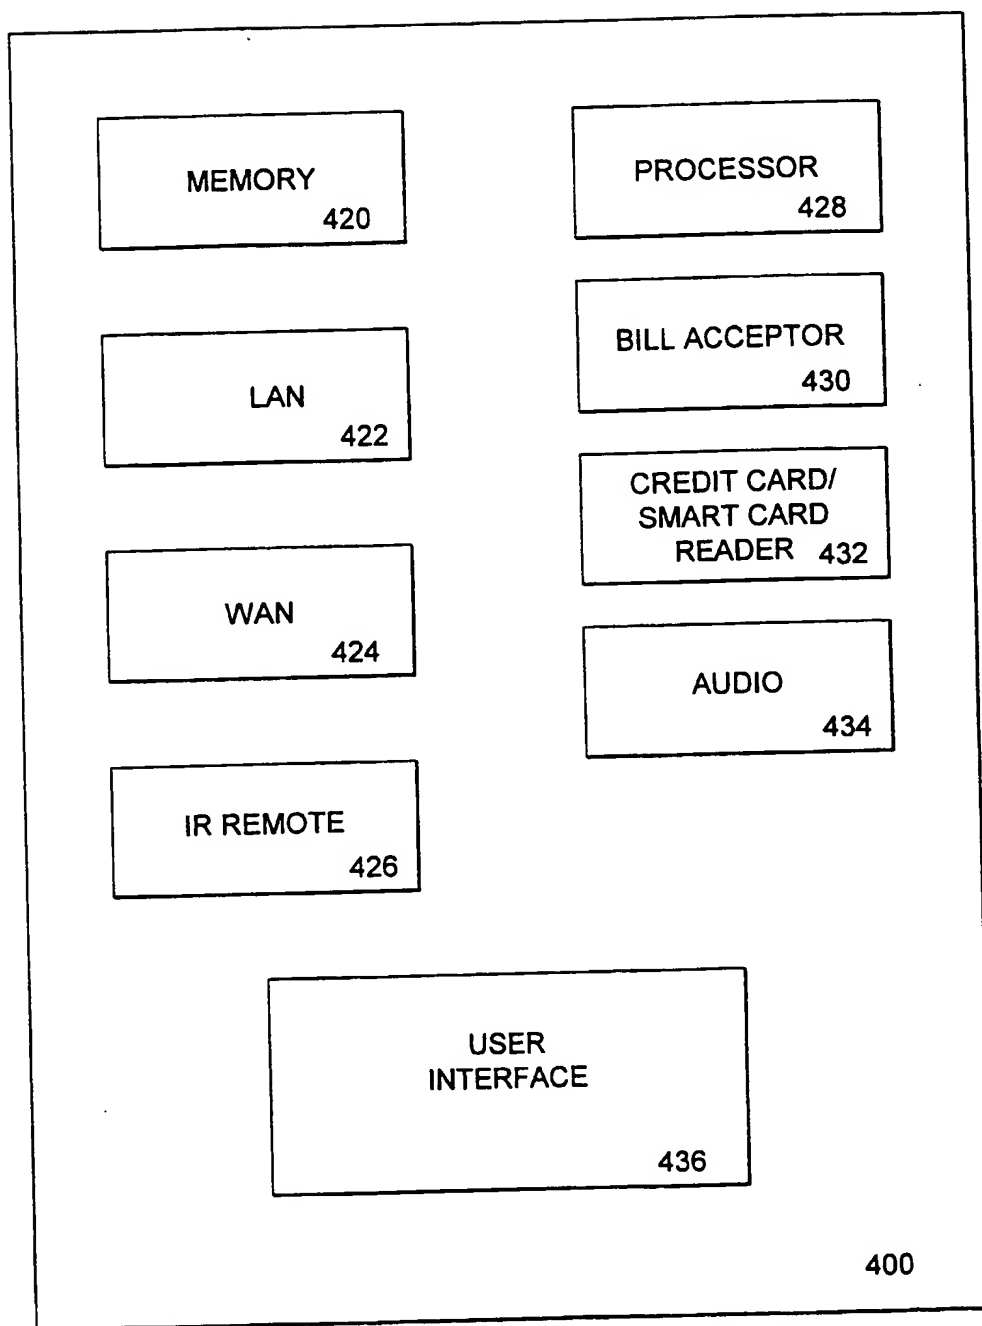 MEMORY
420
PROCESSOR
428
LAN
422
BILL ACCEPTOR
430
CREDIT CARD/
SMART CARD
READER 432
WAN
424
AUDIO
434
IR REMOTE
426
USER
INTERFACE
436
400